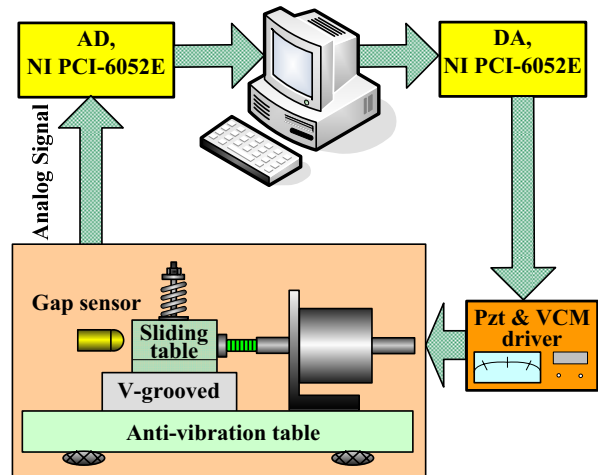 AD,
NI PCI-6052E
DA,
NI PCI-6052E
Analog Signal
Gap sensor
Sliding
table
V-grooved
Anti-vibration table
Pzt & VCM
driver